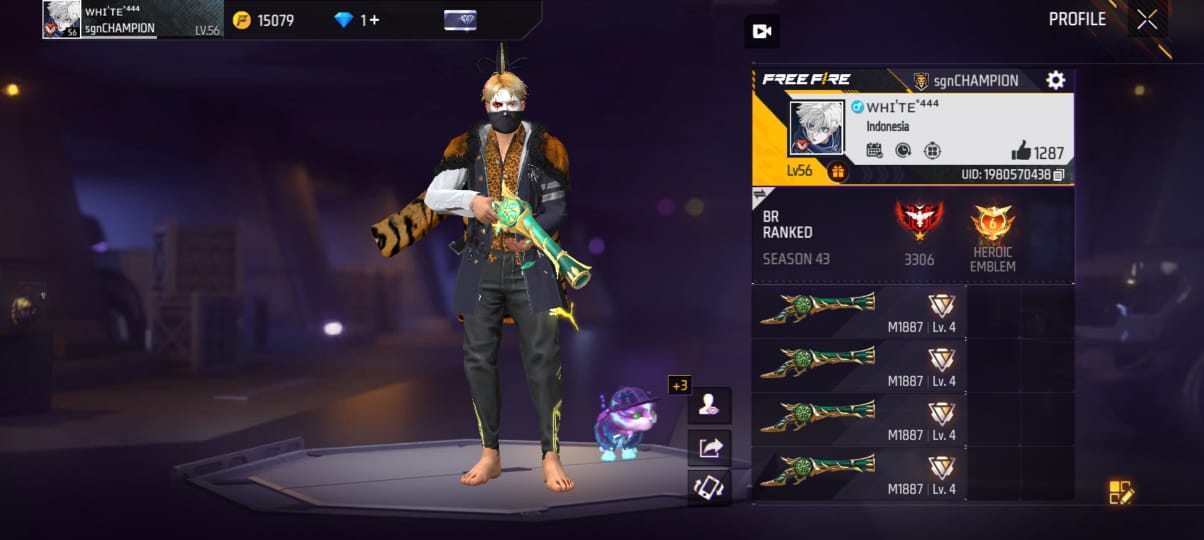 WHI'TE*444
sgnCHAMPION
56
LV.56
15079
1+
PROFILE
FREE FIRE
sgnCHAMPION
WHI'TE*444
Indonesia
1287
Lv56
UID: 1980570438
BR
RANKED
SEASON 43
3306
6
HEROIC
EMBLEM
M1887 | Lv. 4
M1887 | Lv. 4
M1887 | Lv. 4
M1887 | Lv. 4
+3